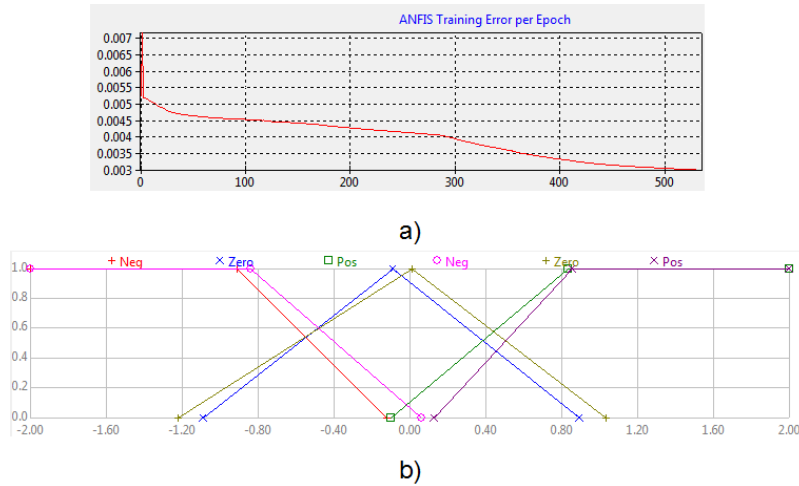 ANFIS Training Error per Epoch
0.007
0.0065
0.006
0.0055
0.005
0.0045
0.004
0.0035
0.003
0 100 200 300 400 500
a)
Neg Zero Pos Neg Zero Pos
1.0
0.8
0.6
0.4
0.2
0.0
-2.00 -1.60 -1.20 -0.80 -0.40 0.00 0.40 0.80 1.20 1.60 2.00
b)